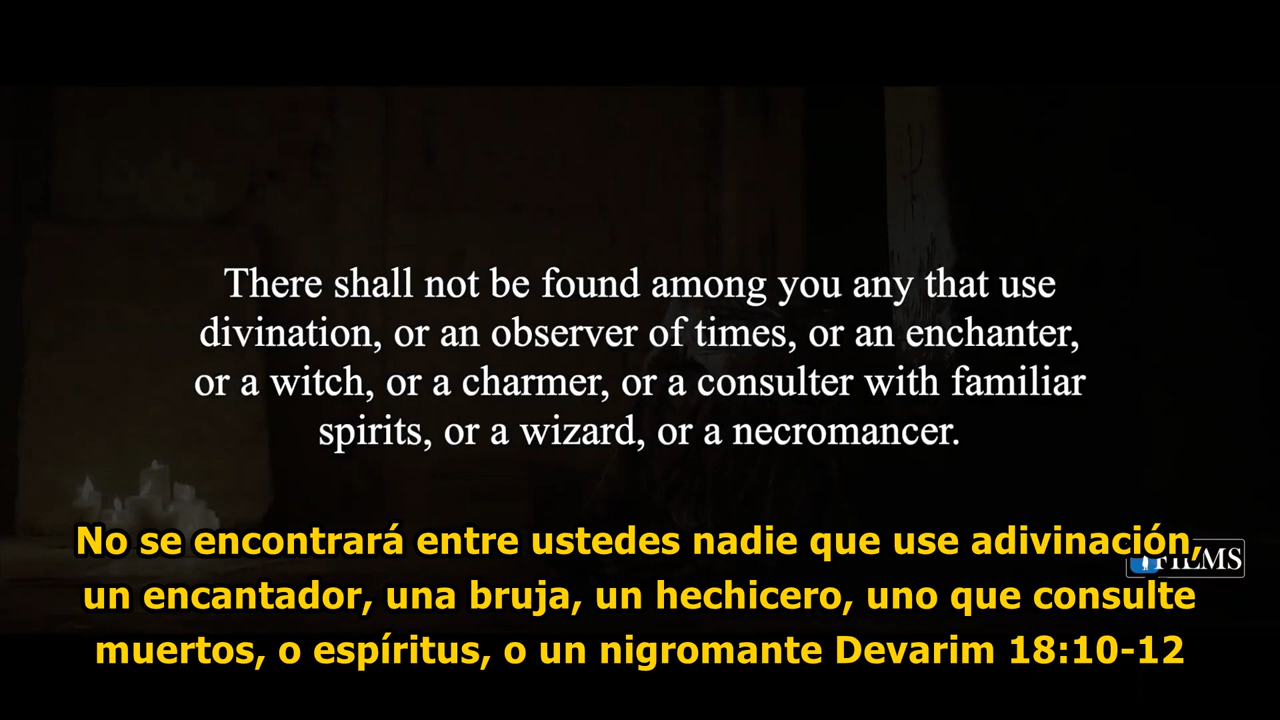 There shall not be found among you any that use
divination, or an observer of times, or an enchanter,
or a witch, or a charmer, or a consulter with familiar
spirits, or a wizard, or a necromancer.
No se encontrará entre ustedes nadie que use adivinación,
FILMS
un encantador, una bruja, un hechicero, uno que consulte
muertos, o espíritus, o un nigromante Devarim 18:10-12